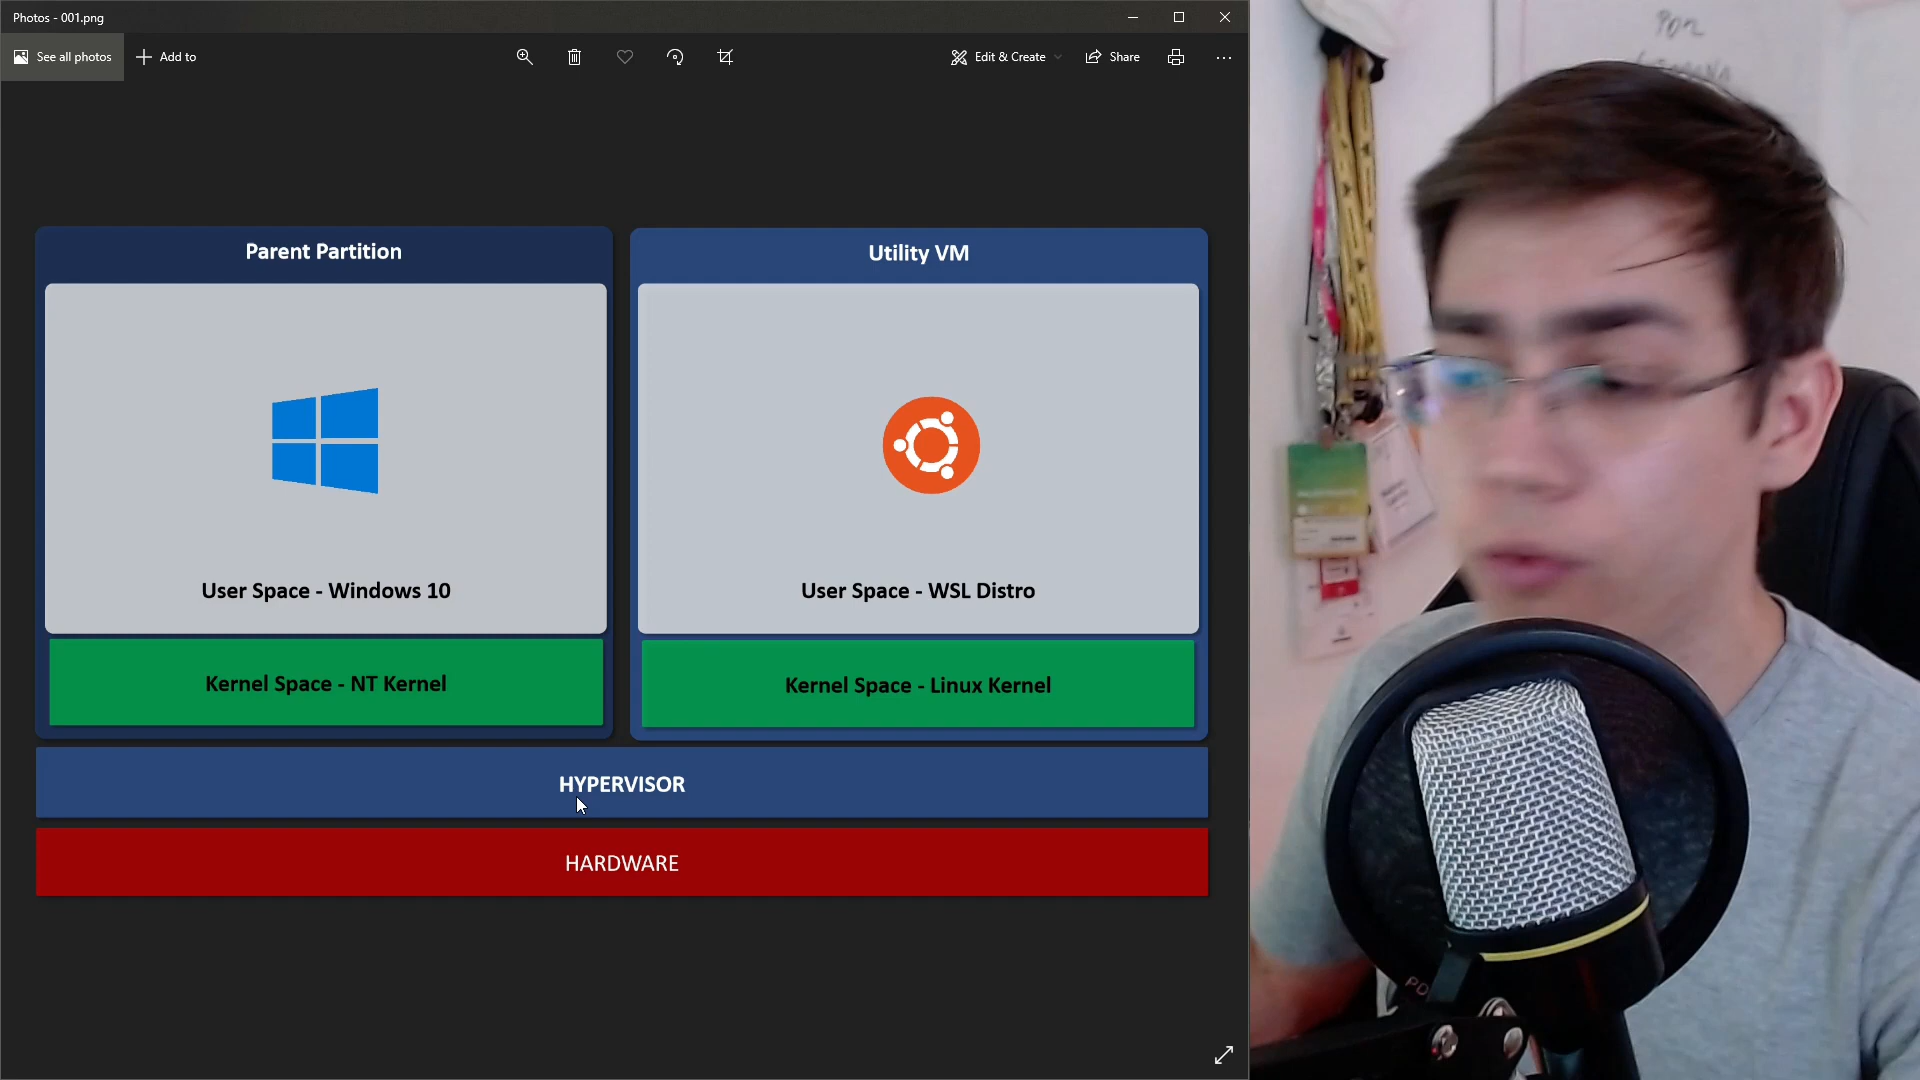 Photos - 001.png
See all photos
Add to
Edit & Create
Share
Parent Partition
Utility VM
User Space - Windows 10
User Space - WSL Distro
Kernel Space - NT Kernel
Kernel Space - Linux Kernel
HYPERVISOR
HARDWARE
POR